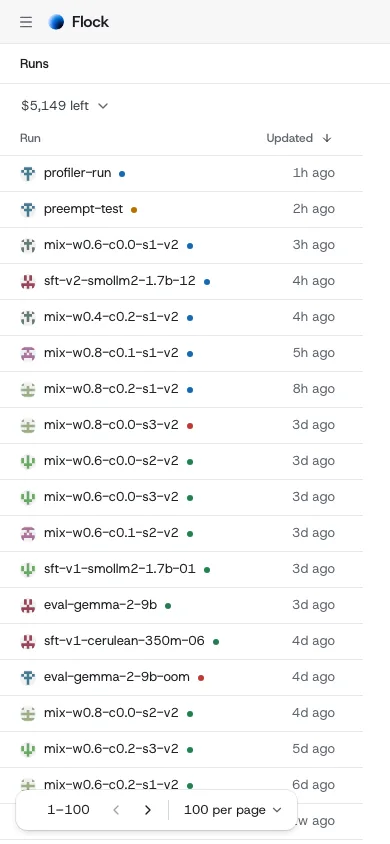 Flock
Runs
$5,149 left
Run Updated
profiler-run 1h ago
preempt-test 2h ago
mix-w0.6-c0.0-s1-v2 3h ago
sft-v2-smollm2-1.7b-12 4h ago
mix-w0.4-c0.2-s1-v2 4h ago
mix-w0.8-c0.1-s1-v2 5h ago
mix-w0.8-c0.2-s1-v2 8h ago
mix-w0.8-c0.0-s3-v2 3d ago
mix-w0.6-c0.0-s2-v2 3d ago
mix-w0.6-c0.0-s3-v2 3d ago
mix-w0.6-c0.1-s2-v2 3d ago
sft-v1-smollm2-1.7b-01 3d ago
eval-gemma-2-9b 3d ago
sft-v1-cerulean-350m-06 4d ago
eval-gemma-2-9b-oom 4d ago
mix-w0.8-c0.0-s2-v2 4d ago
mix-w0.6-c0.2-s3-v2 5d ago
mix-w0.6-c0.2-s1-v2 6d ago
1–100 100 per page
ago